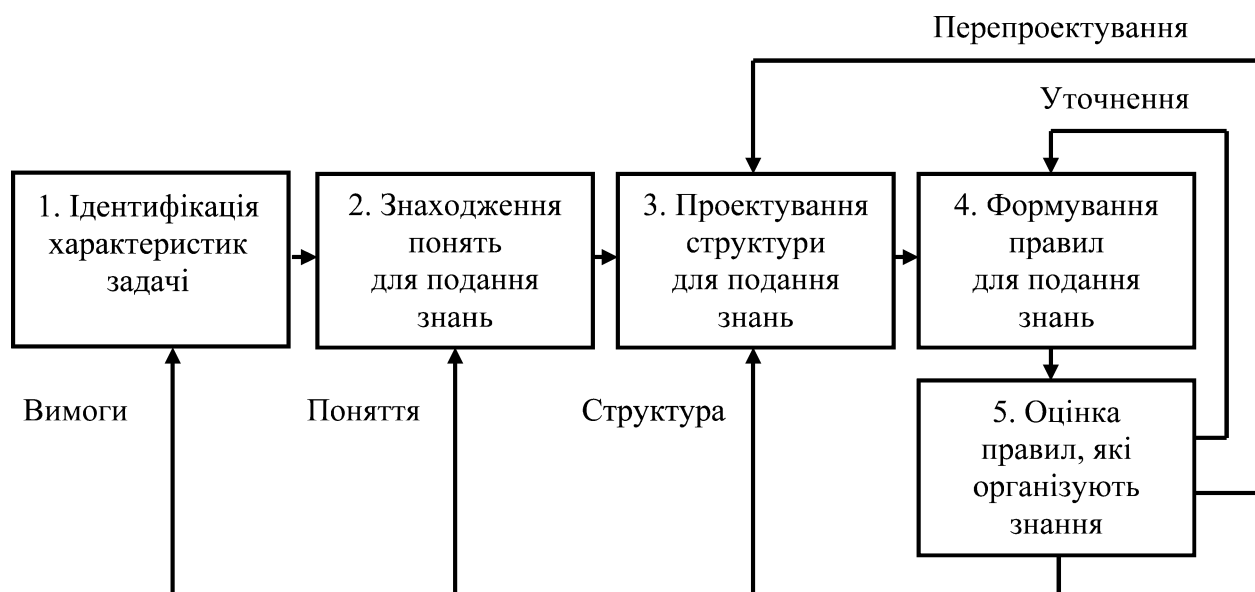 Перепроектування
Уточнення
1. Ідентифікація
характеристик
задачі
2. Знаходження
понять
для подання
знань
3. Проектування
структури
для подання
знань
4. Формування
правил
для подання
знань
Вимоги
Поняття
Структура
5. Оцінка
правил, які
організують
знання